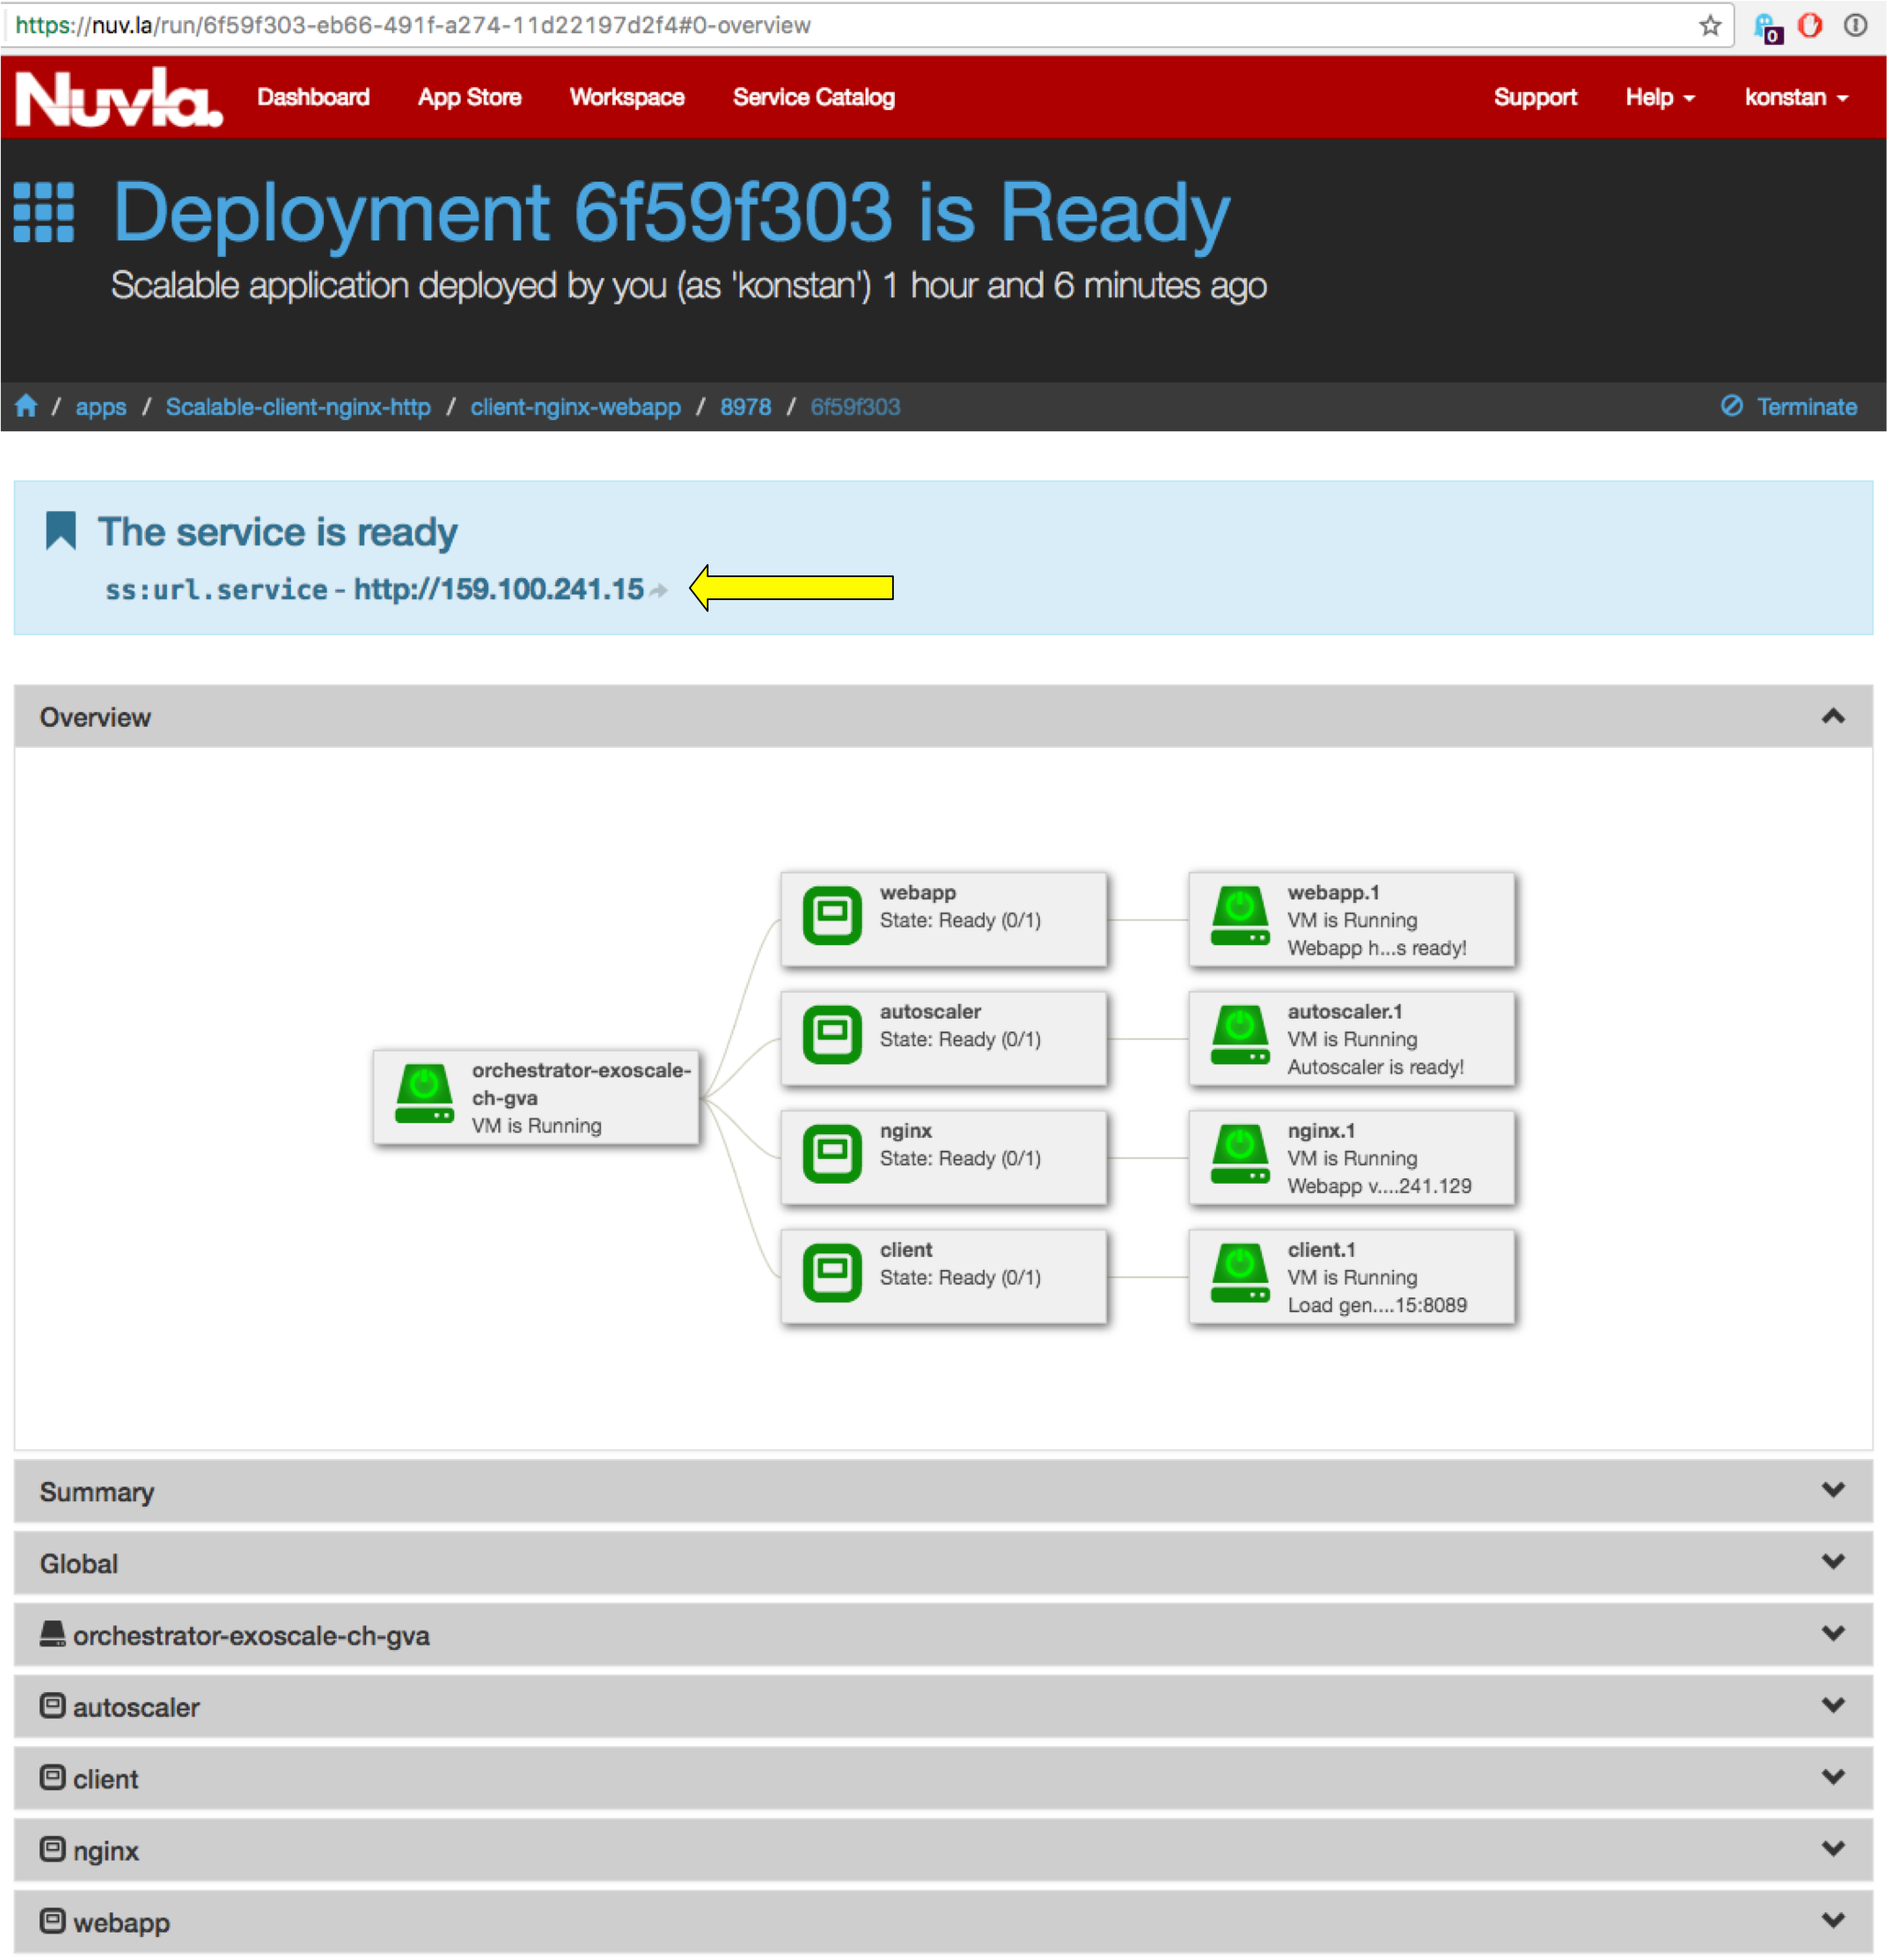 https://nuv.la/run/6f59f303-eb66-491f-a274-11d22197d2f4#0-overview
0
Nuvla. Dashboard App Store Workspace Service Catalog Support Help konstan
Deployment 6f59f303 is Ready
Scalable application deployed by you (as 'konstan') 1 hour and 6 minutes ago
/ apps / Scalable-client-nginx-http / client-nginx-webapp / 8978 / 6f59f303 Terminate
The service is ready
ss:url.service - http://159.100.241.15
Overview
orchestrator-exoscale-
ch-gva
VM is Running
webapp
State: Ready (0/1)
webapp.1
VM is Running
Webapp h...s ready!
autoscaler
State: Ready (0/1)
autoscaler.1
VM is Running
Autoscaler is ready!
nginx
State: Ready (0/1)
nginx.1
VM is Running
Webapp v....241.129
client
State: Ready (0/1)
client.1
VM is Running
Load gen....15:8089
Summary
Global
orchestrator-exoscale-ch-gva
autoscaler
client
nginx
webapp